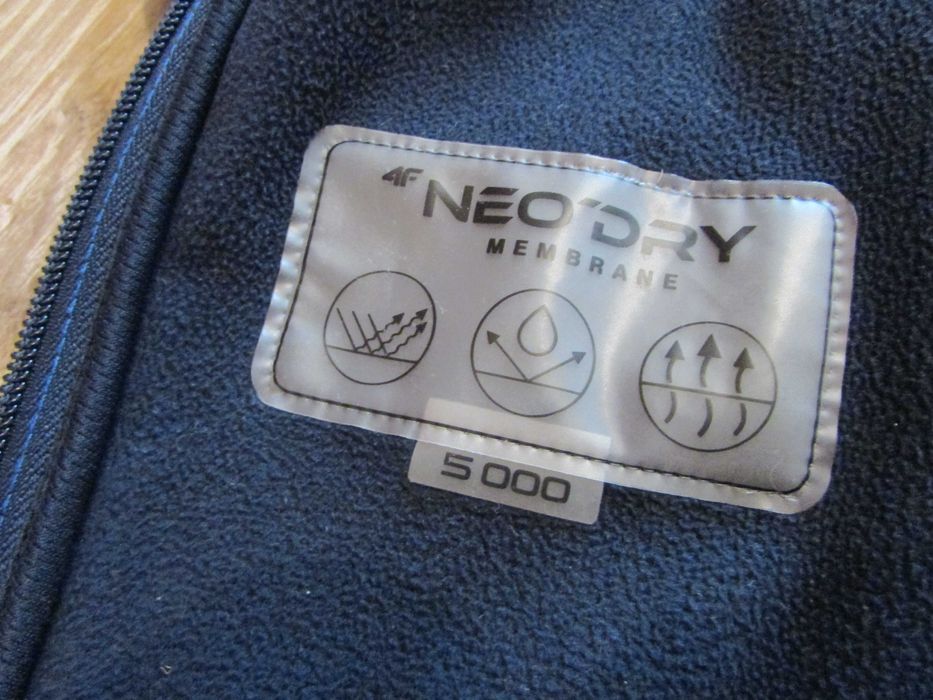 4F
NEO'DRY
MEMBRANE
5 000